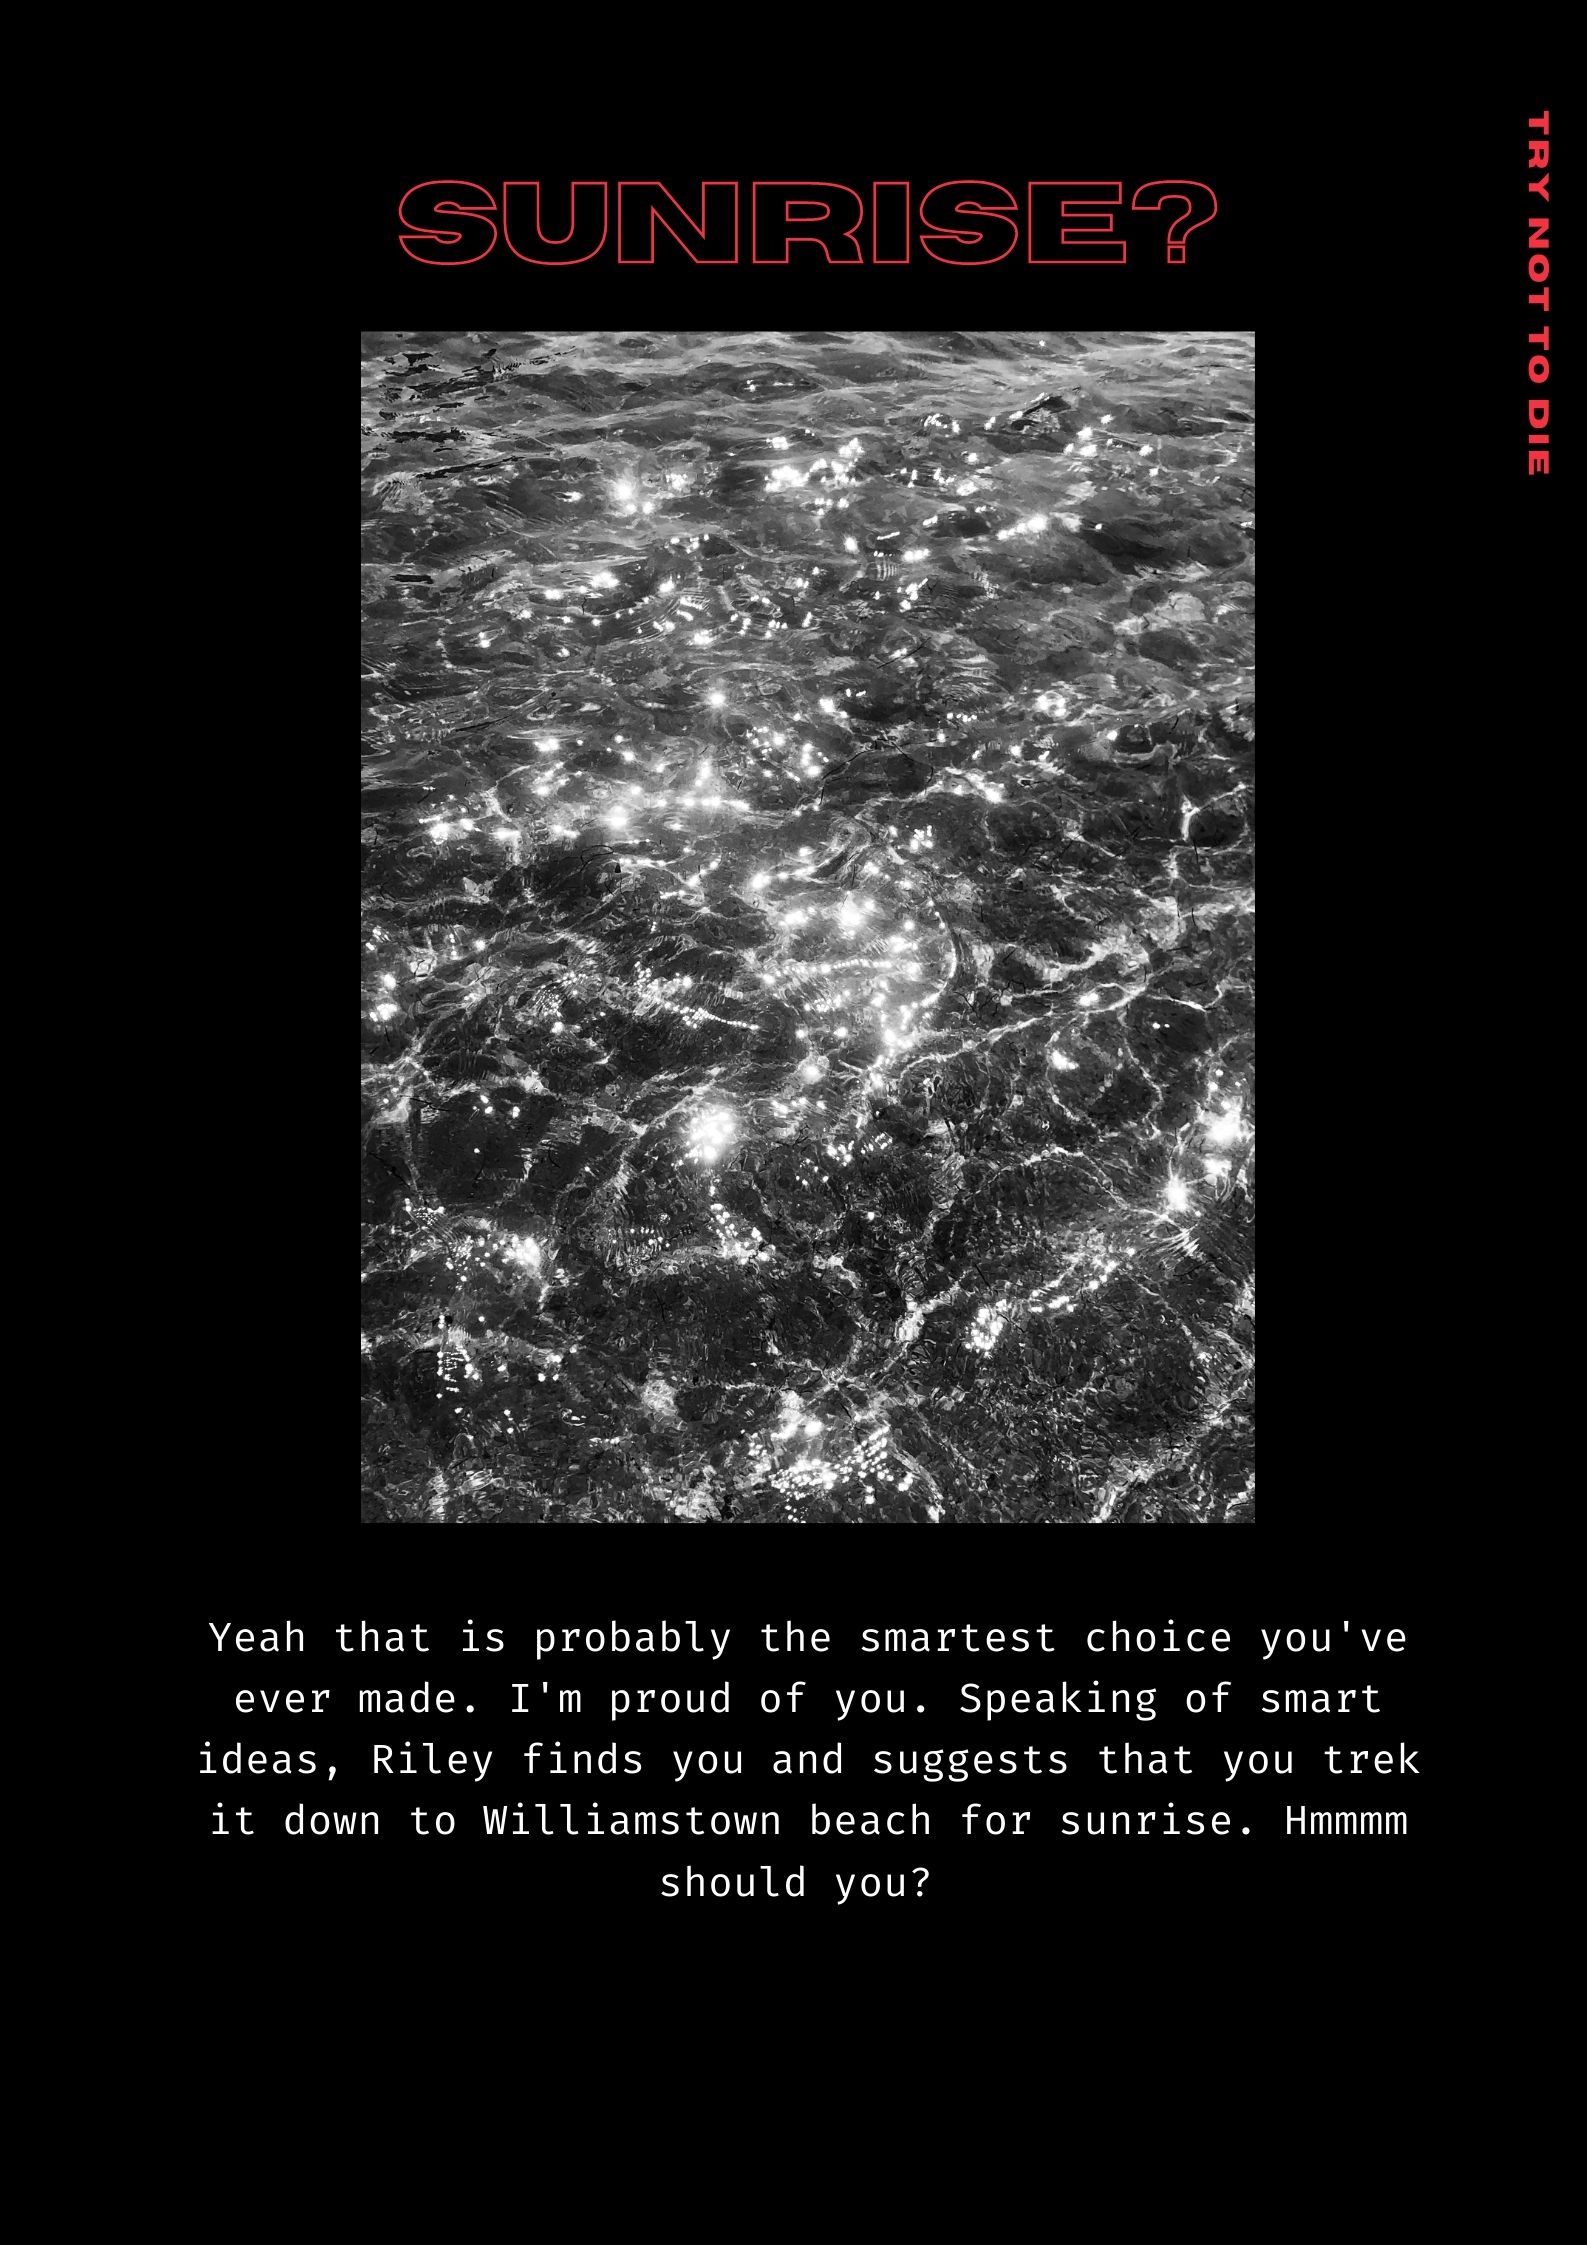 SUNRISE?
TRY NOT TO DIE
Yeah that is probably the smartest choice you've
ever made. I'm proud of you. Speaking of smart
ideas, Riley finds you and suggests that you trek
it down to Williamstown beach for sunrise. Hmmmm
should you?